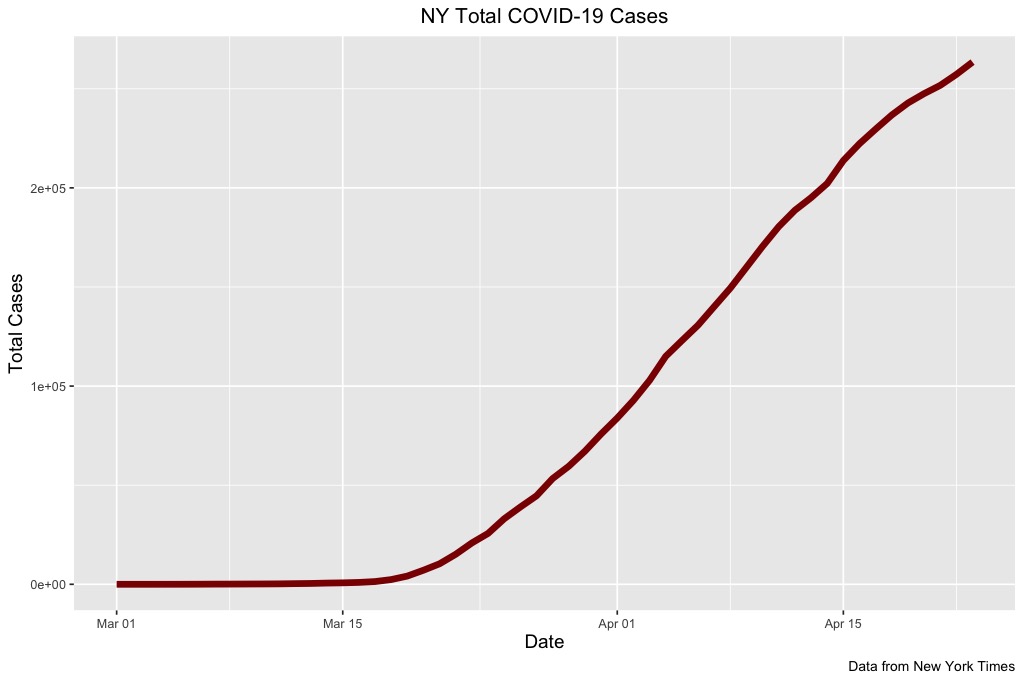 NY Total COVID-19 Cases
Total Cases
2e+05
1e+05
0e+00
Mar 01
Mar 15
Apr 01
Apr 15
Date
Data from New York Times